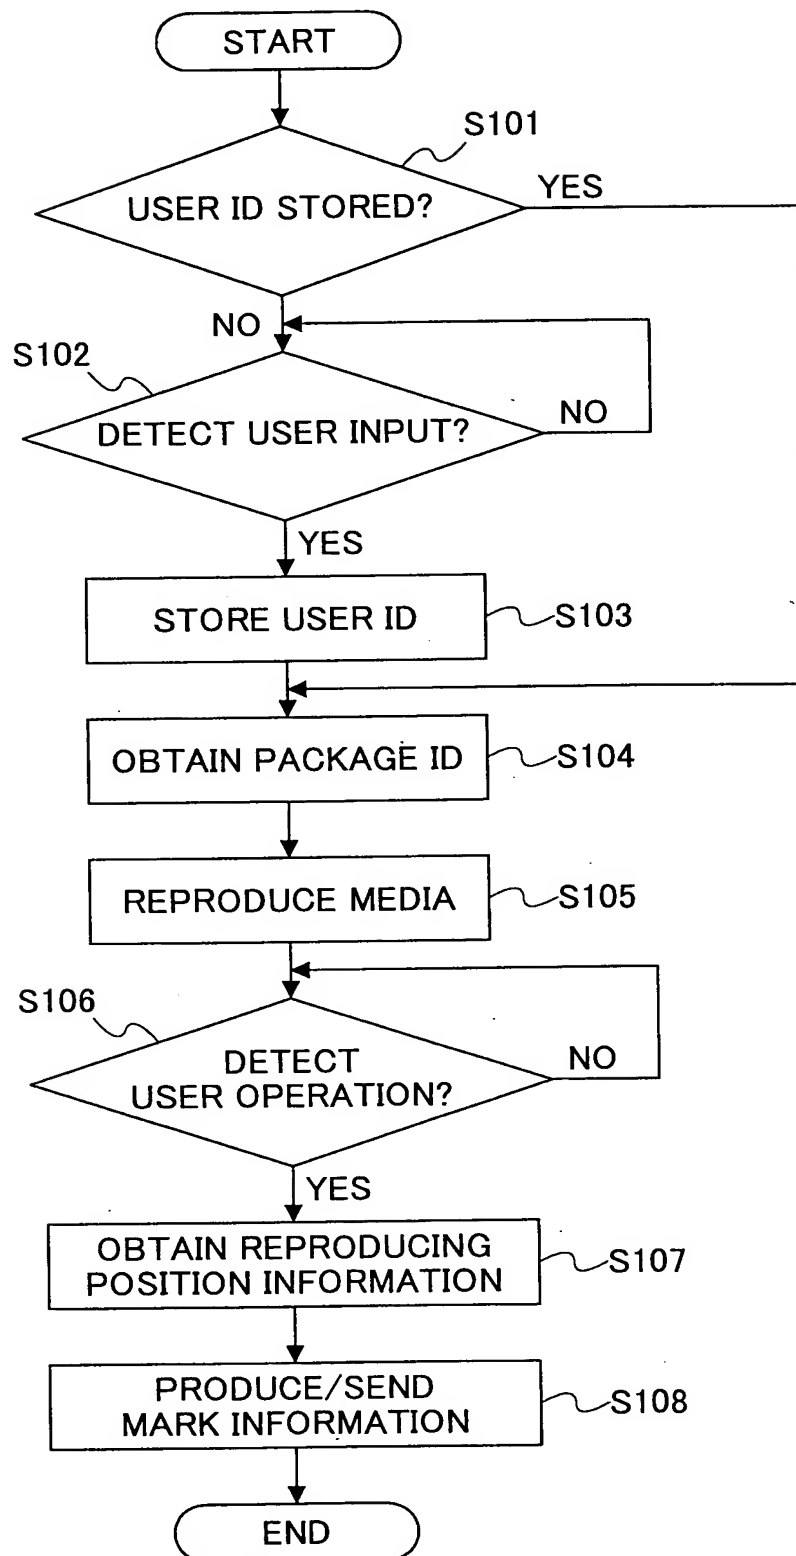 START
S101
USER ID STORED?
YES
NO
S102
DETECT USER INPUT?
NO
YES
STORE USER ID
S103
OBTAIN PACKAGE ID
S104
REPRODUCE MEDIA
S105
S106
DETECT
USER OPERATION?
NO
YES
OBTAIN REPRODUCING
POSITION INFORMATION
S107
PRODUCE/SEND
MARK INFORMATION
S108
END